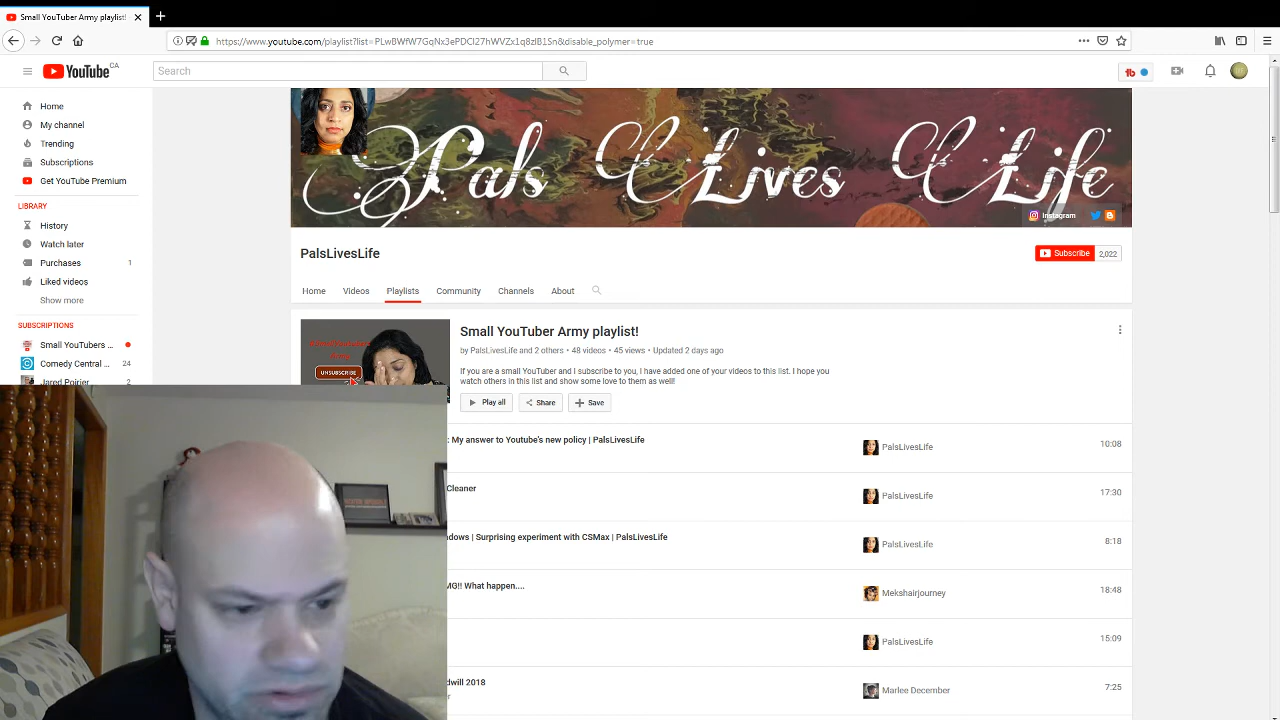 Small YouTuber Army playlist!
https://www.youtube.com/playlist?list=PLwBWfW7GqNx3ePDCI27hWVZx1q8zIB1Sn&disable_polymer=true
YouTube CA
Search
Home
My channel
Trending
Subscriptions
Get YouTube Premium
LIBRARY
History
Watch later
Purchases 1
Liked videos
Show more
SUBSCRIPTIONS
Small YouTubers ...
Comedy Central ... 24
Jared Poirier 2
Pals Lives Life
Instagram
PalsLivesLife
Subscribe 2,022
Home Videos Playlists Community Channels About
UNSUBSCRIBE
Small YouTuber Army playlist!
by PalsLivesLife and 2 others • 48 videos • 45 views • Updated 2 days ago
If you are a small YouTuber and I subscribe to you, I have added one of your videos to this list. I hope you
watch others in this list and show some love to them as well!
Play all Share Save
: My answer to Youtube's new policy | PalsLivesLife PalsLivesLife 10:08
Cleaner PalsLivesLife 17:30
dows | Surprising experiment with CSMax | PalsLivesLife PalsLivesLife 8:18
MG!! What happen.... Mekshairjourney 18:48
PalsLivesLife 15:09
dwill 2018 Marlee December 7:25